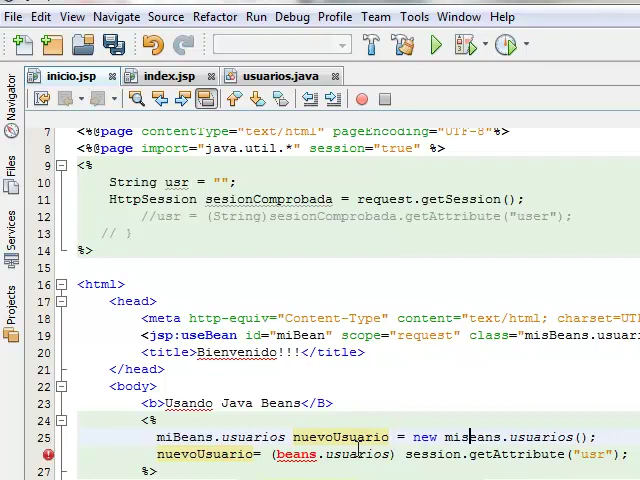 File Edit View Navigate Source Refactor Run Debug Profile Team Tools Window Help
inicio.jsp index.jsp usuarios.java
Navigator
Files
Services
Projects
7 <%@page contentType="text/html" pageEncoding="UTF-8"%>
8 <%@page import="java.util.*" session="true" %>
9 <%
10 String usr = "";
11 HttpSession sesionComprobada = request.getSession();
12 //usr = (String)sesionComprobada.getAttribute("user");
13 // }
14 %>
15
16 <html>
17 <head>
18 <meta http-equiv="Content-Type" content="text/html; charset=UT
19 <jsp:useBean id="miBean" scope="request" class="misBeans.usuari
20 <title>Bienvenido!!!</title>
21 </head>
22 <body>
23 <b>Usando Java Beans</B>
24 <%
25 miBeans.usuarios nuevoUsuario = new miseans.usuarios();
nuevoUsuario= (beans.usuarios) session.getAttribute("usr");
27 %>